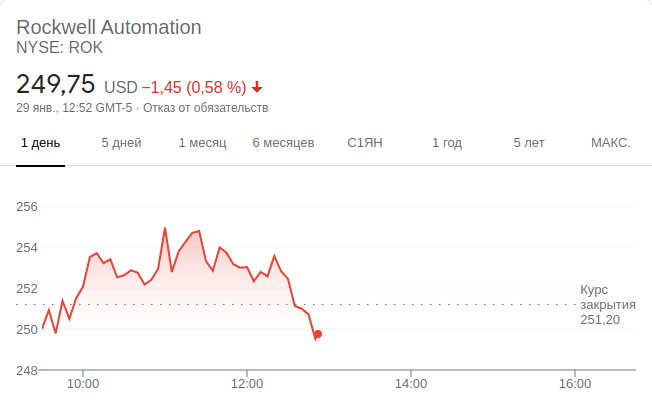 Rockwell Automation
NYSE: ROK
249,75 USD −1,45 (0,58 %)
29 янв., 12:52 GMT-5 · Отказ от обязательств
1 день 5 дней 1 месяц 6 месяцев С1ЯН 1 год 5 лет МАКС.
256
254
252
Курс
закрытия
251,20
250
248
10:00 12:00 14:00 16:00